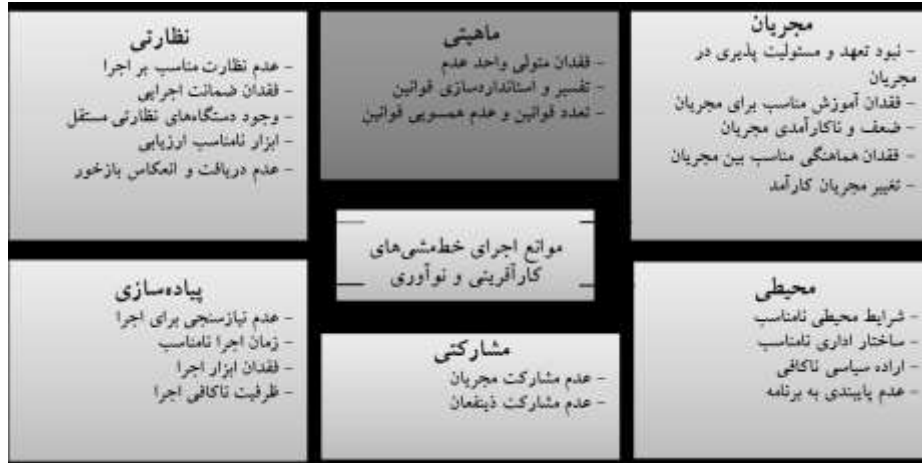 مجریان
- نبود تعهد و مسئولیت پذیری در
مجریان
- فقدان آموزش مناسب برای مجریان
- ضعف و ناکارآمدی مجریان
- فقدان هماهنگی مناسب بین مجریان
- تغییر مجریان کارآمد
ماهیتی
- فقدان متولی واحد عدم
تفسیر و استانداردسازی قوانین
- تعدد قوانین و عدم همسویی قوانین
نظارتی
- عدم نظارت مناسب بر اجرا
- فقدان ضمانت اجرایی
- وجود دستگاه‌های نظارتی مستقل
- ابزار نامناسب ارزیابی
- عدم دریافت و انعکاس بازخور
موانع اجرای خط‌مشی‌های
کارآفرینی و نوآوری
محیطی
- شرایط محیطی نامناسب
- ساختار اداری نامناسب
- اراده سیاسی ناکافی
- عدم پایبندی به برنامه
مشارکتی
- عدم مشارکت مجریان
- عدم مشارکت ذینفعان
پیاده‌سازی
- عدم نیازسنجی برای اجرا
- زمان اجرا نامناسب
- فقدان ابزار اجرا
- ظرفیت ناکافی اجرا